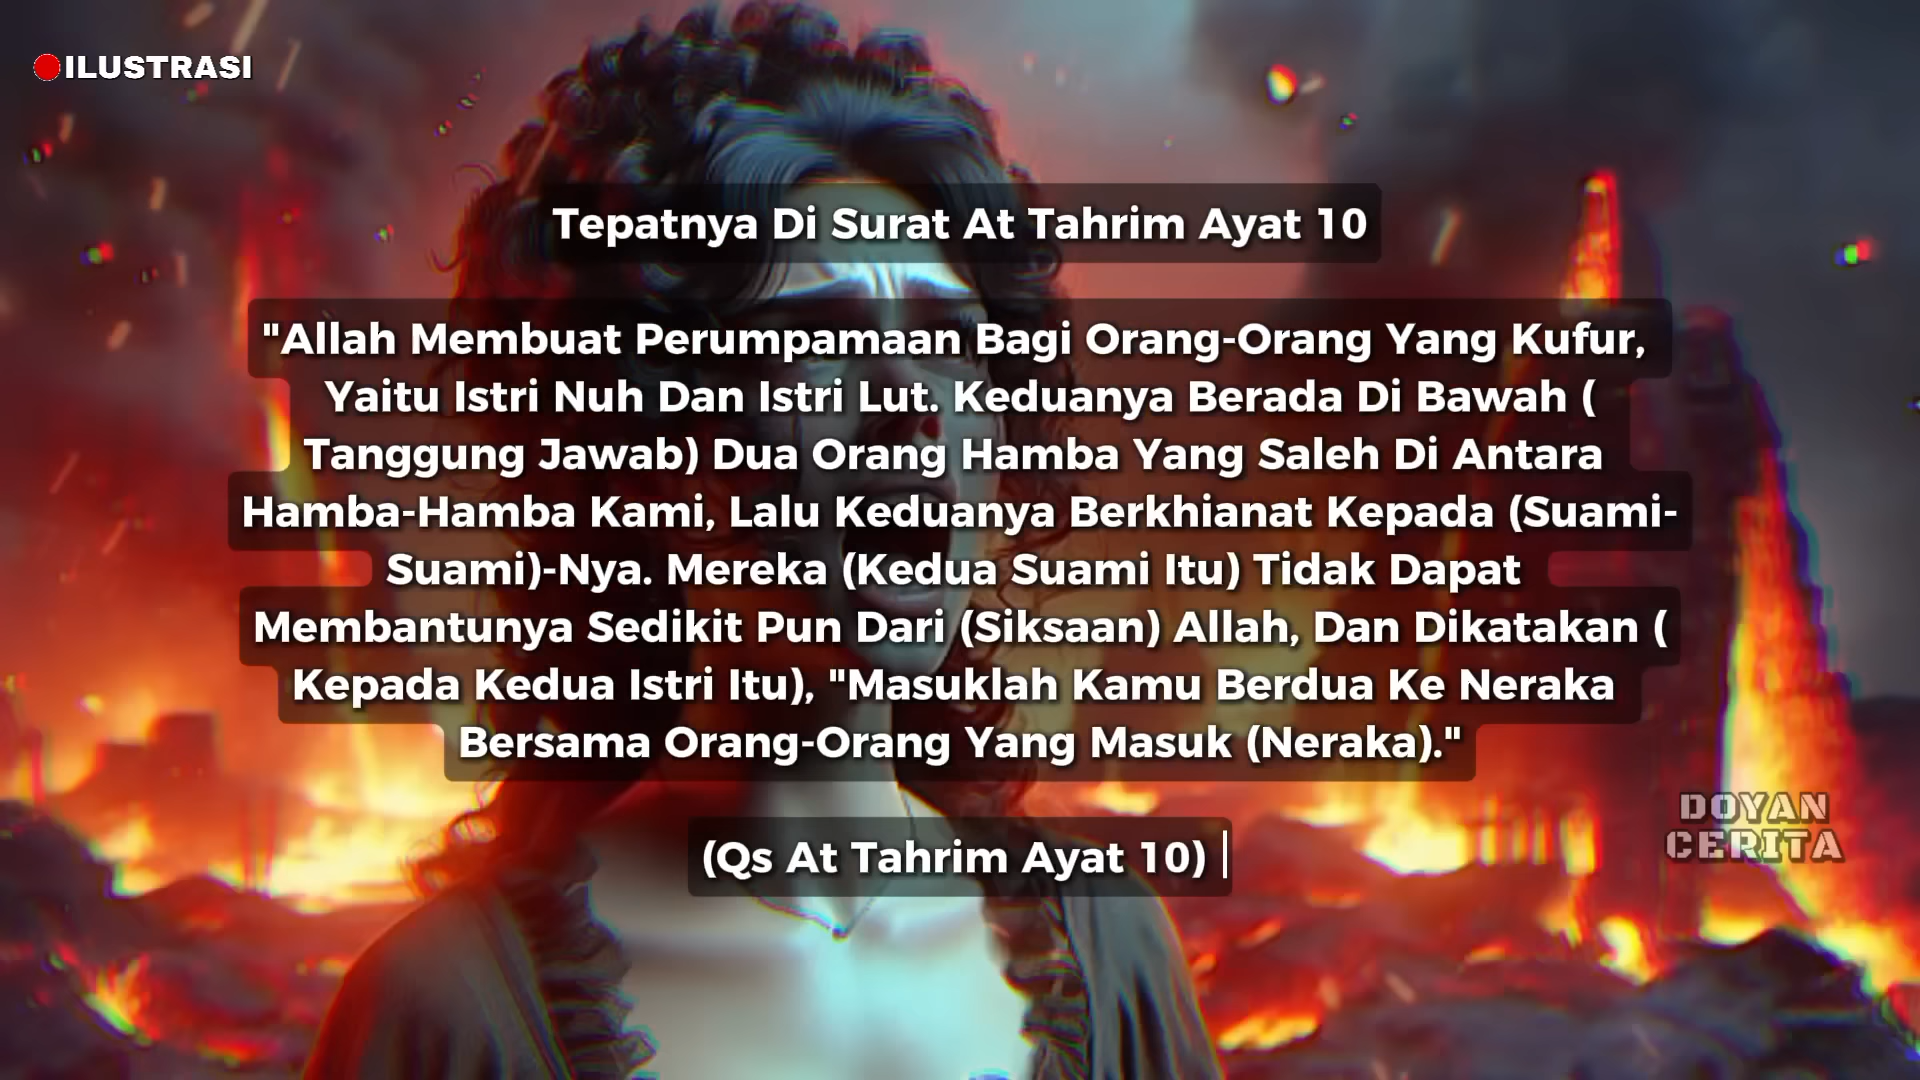 ILUSTRASI
Tepatnya Di Surat At Tahrim Ayat 10
"Allah Membuat Perumpamaan Bagi Orang-Orang Yang Kufur,
Yaitu Istri Nuh Dan Istri Lut. Keduanya Berada Di Bawah (
Tanggung Jawab) Dua Orang Hamba Yang Saleh Di Antara
Hamba-Hamba Kami, Lalu Keduanya Berkhianat Kepada (Suami-
Suami)-Nya. Mereka (Kedua Suami Itu) Tidak Dapat
Membantunya Sedikit Pun Dari (Siksaan) Allah, Dan Dikatakan (
Kepada Kedua Istri Itu), "Masuklah Kamu Berdua Ke Neraka
Bersama Orang-Orang Yang Masuk (Neraka)."
(Qs At Tahrim Ayat 10)
DOYAN
CERITA